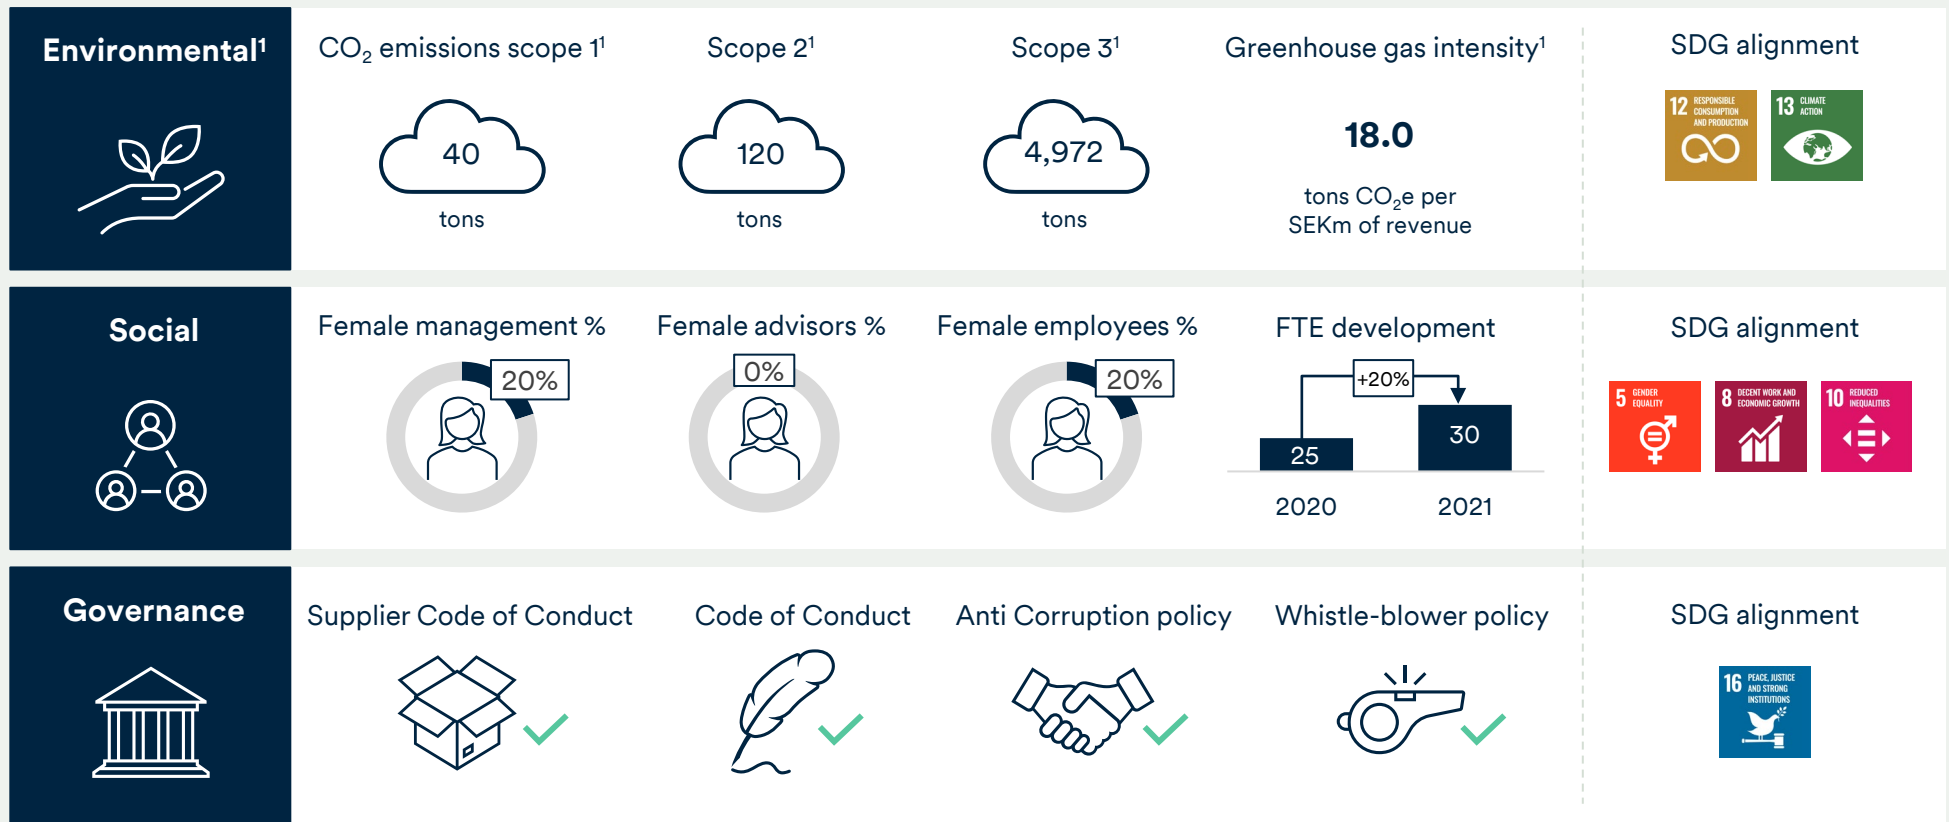 Environmental¹
CO₂ emissions scope 1¹
Scope 2¹
Scope 3¹
Greenhouse gas intensity¹
SDG alignment
40
tons
120
tons
4,972
tons
18.0
tons CO₂e per
SEKm of revenue
12 RESPONSIBLE
CONSUMPTION
AND PRODUCTION
13 CLIMATE
ACTION
Social
Female management %
Female advisors %
Female employees %
FTE development
SDG alignment
20%
0%
20%
+20%
25
30
2020
2021
5 GENDER
EQUALITY
8 DECENT WORK AND
ECONOMIC GROWTH
10 REDUCED
INEQUALITIES
Governance
Supplier Code of Conduct
Code of Conduct
Anti Corruption policy
Whistle-blower policy
SDG alignment
16 PEACE, JUSTICE
AND STRONG
INSTITUTIONS